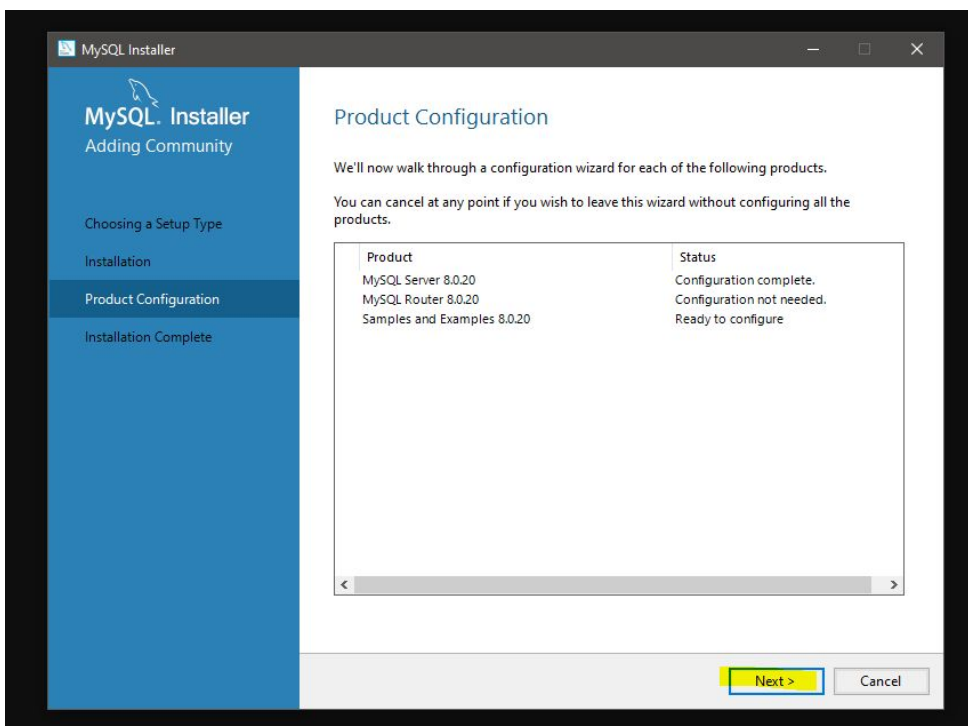 MySQL Installer
MySQL. Installer
Adding Community
Choosing a Setup Type
Installation
Product Configuration
Installation Complete
Product Configuration
We'll now walk through a configuration wizard for each of the following products.
You can cancel at any point if you wish to leave this wizard without configuring all the
products.
Product Status
MySQL Server 8.0.20 Configuration complete.
MySQL Router 8.0.20 Configuration not needed.
Samples and Examples 8.0.20 Ready to configure
Next > Cancel